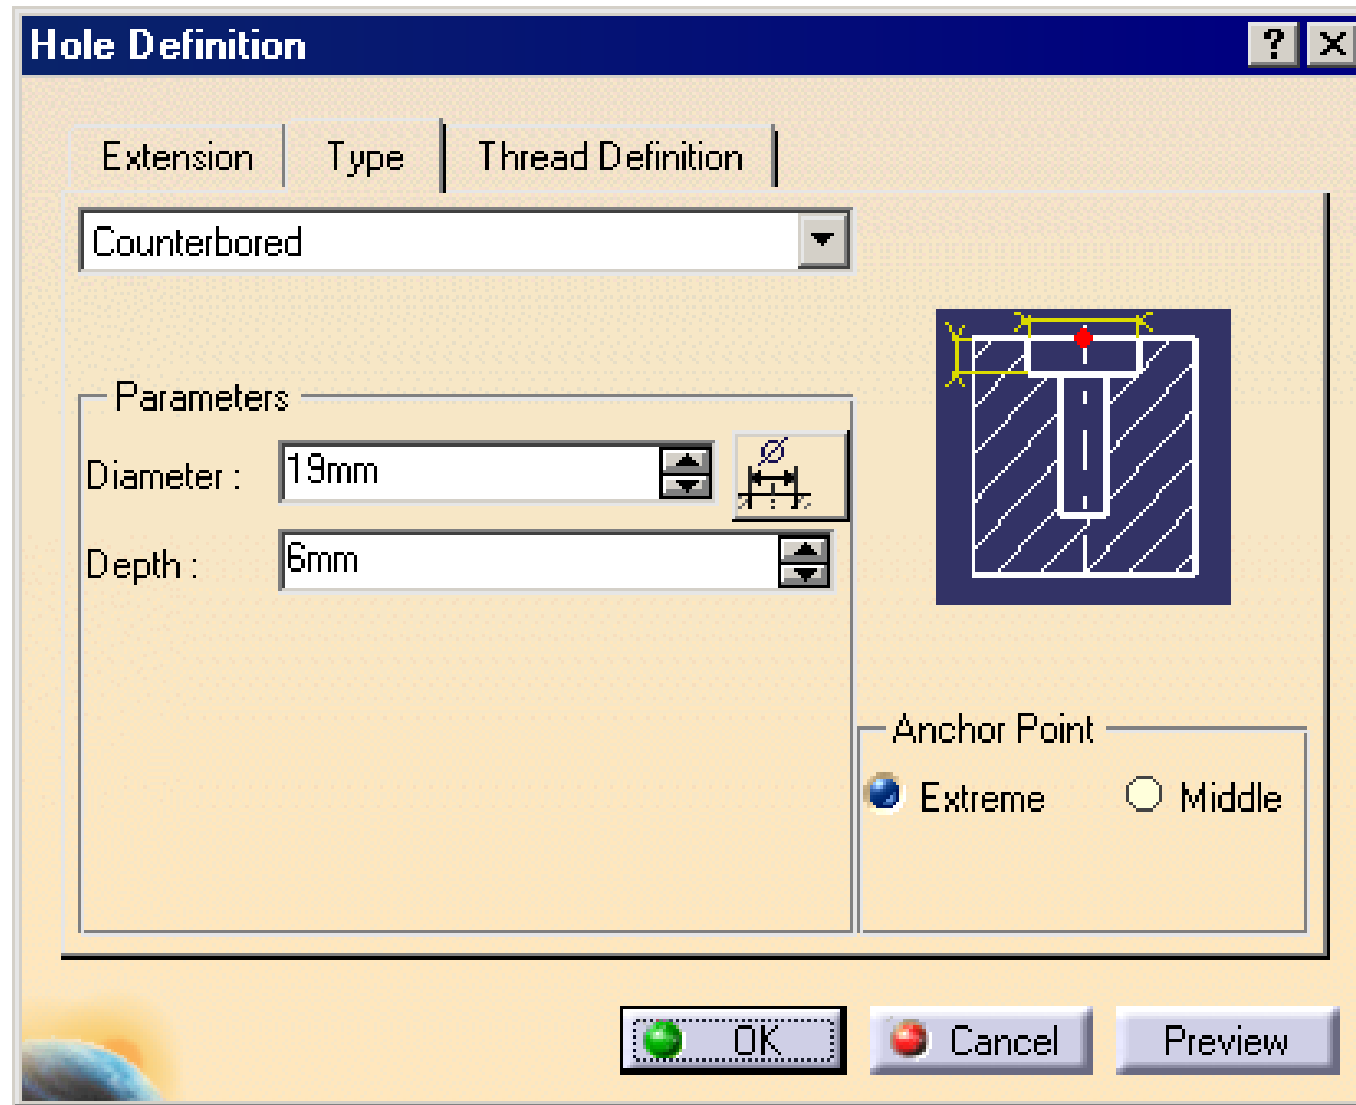 Hole Definition ? X
Extension Type Thread Definition
Counterbored
Parameters
Diameter : 19mm Ø
Depth : 6mm
Anchor Point
Extreme Middle
OK Cancel Preview